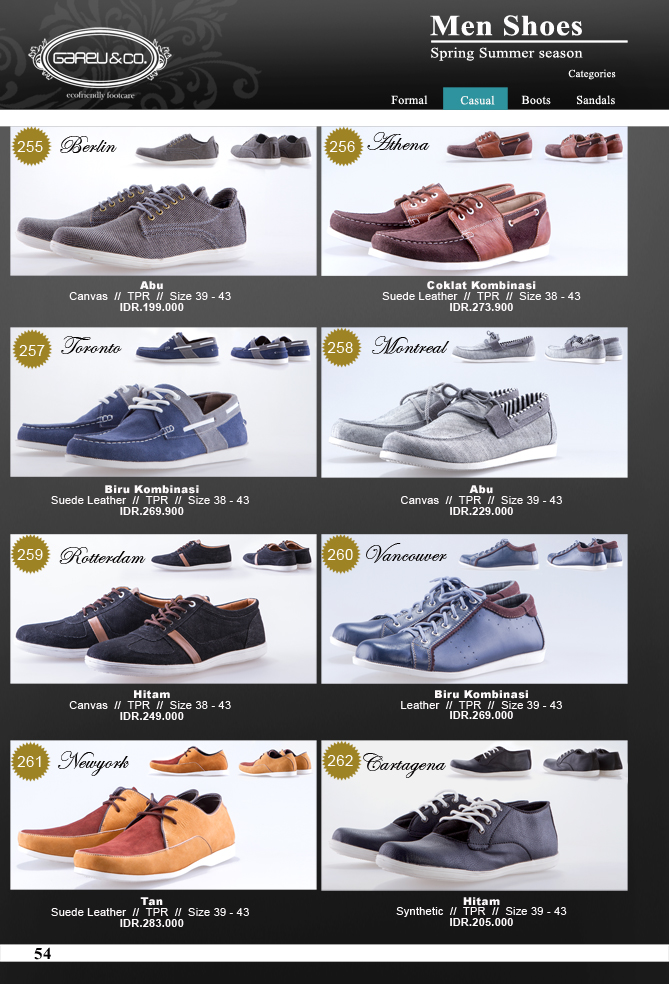 GAREU & CO.
ecofriendly footcare
Men Shoes
Spring Summer season
Categories
Formal Casual Boots Sandals
255 Berlin
Abu
Canvas // TPR // Size 39 - 43
IDR.199.000
256 Athena
Coklat Kombinasi
Suede Leather // TPR // Size 38 - 43
IDR.273.900
257 Toronto
Biru Kombinasi
Suede Leather // TPR // Size 38 - 43
IDR.269.900
258 Montreal
Abu
Canvas // TPR // Size 39 - 43
IDR.229.000
259 Rotterdam
Hitam
Canvas // TPR // Size 38 - 43
IDR.249.000
260 Vancouver
Biru Kombinasi
Leather // TPR // Size 39 - 43
IDR.269.000
261 Newyork
Tan
Suede Leather // TPR // Size 39 - 43
IDR.283.000
262 Cartagena
Hitam
Synthetic // TPR // Size 39 - 43
IDR.205.000
54